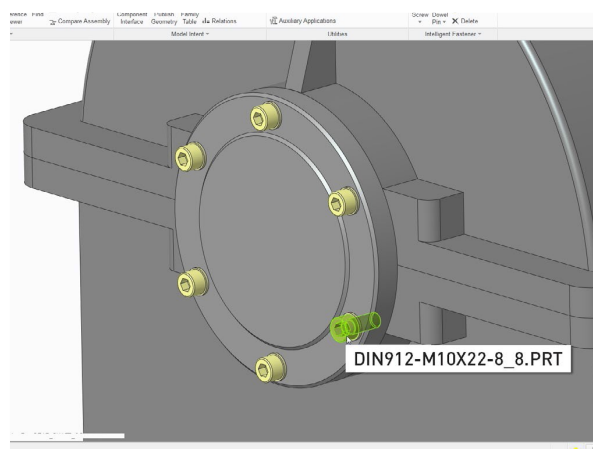 Component Publish Family
Find
Screw Dowel
Compare Assembly Interface Geometry Table Relations Auxiliary Applications Pin Delete
Model Intent Utilities Intelligent Fastener
DIN912-M10X22-8_8.PRT